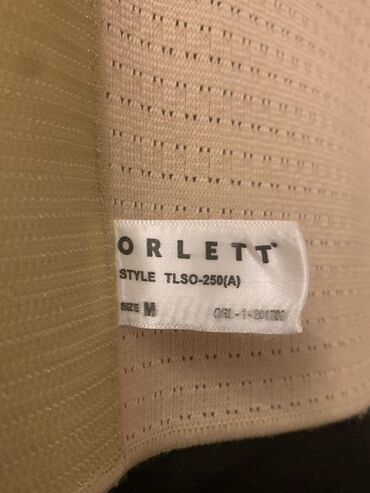 ORLETT
STYLE TLSO-250(A)
SIZE M